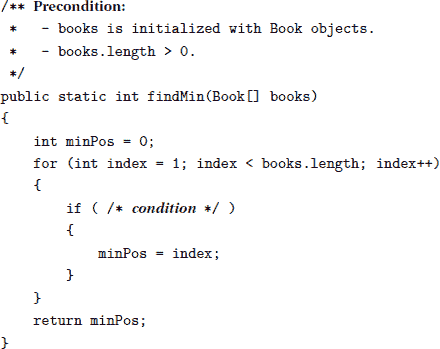 /** Precondition:
 *   - books is initialized with Book objects.
 *   - books.length > 0.
 */
public static int findMin(Book[] books)
{
    int minPos = 0;
    for (int index = 1; index < books.length; index++)
    {
        if ( /* condition */ )
        {
            minPos = index;
        }
    }
    return minPos;
}